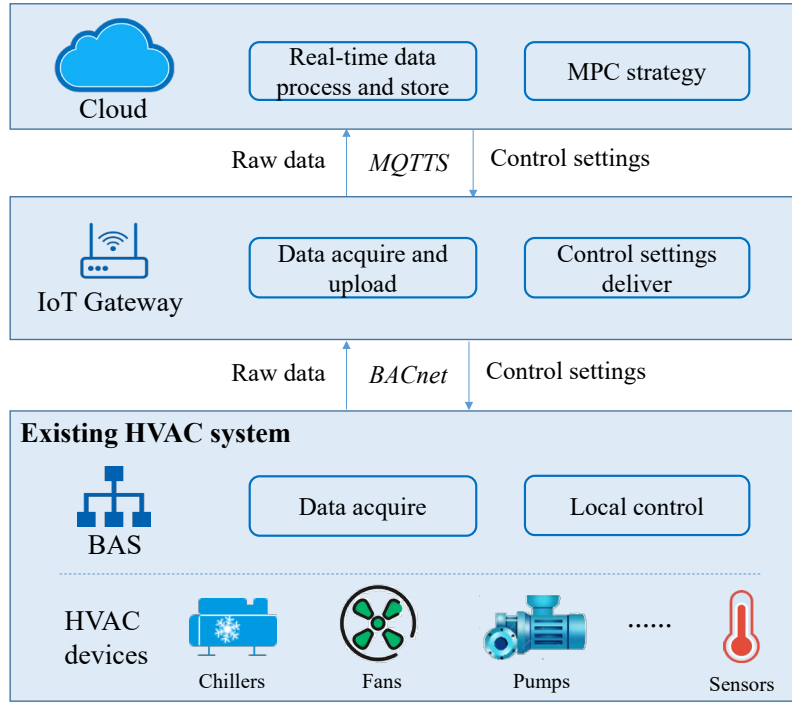 Real-time data
process and store
MPC strategy
Cloud
Raw data
MQTTS
Control settings
Data acquire and
upload
Control settings
deliver
IoT Gateway
Raw data
BACnet
Control settings
Existing HVAC system
Data acquire
Local control
BAS
HVAC
devices
......
Chillers
Fans
Pumps
Sensors